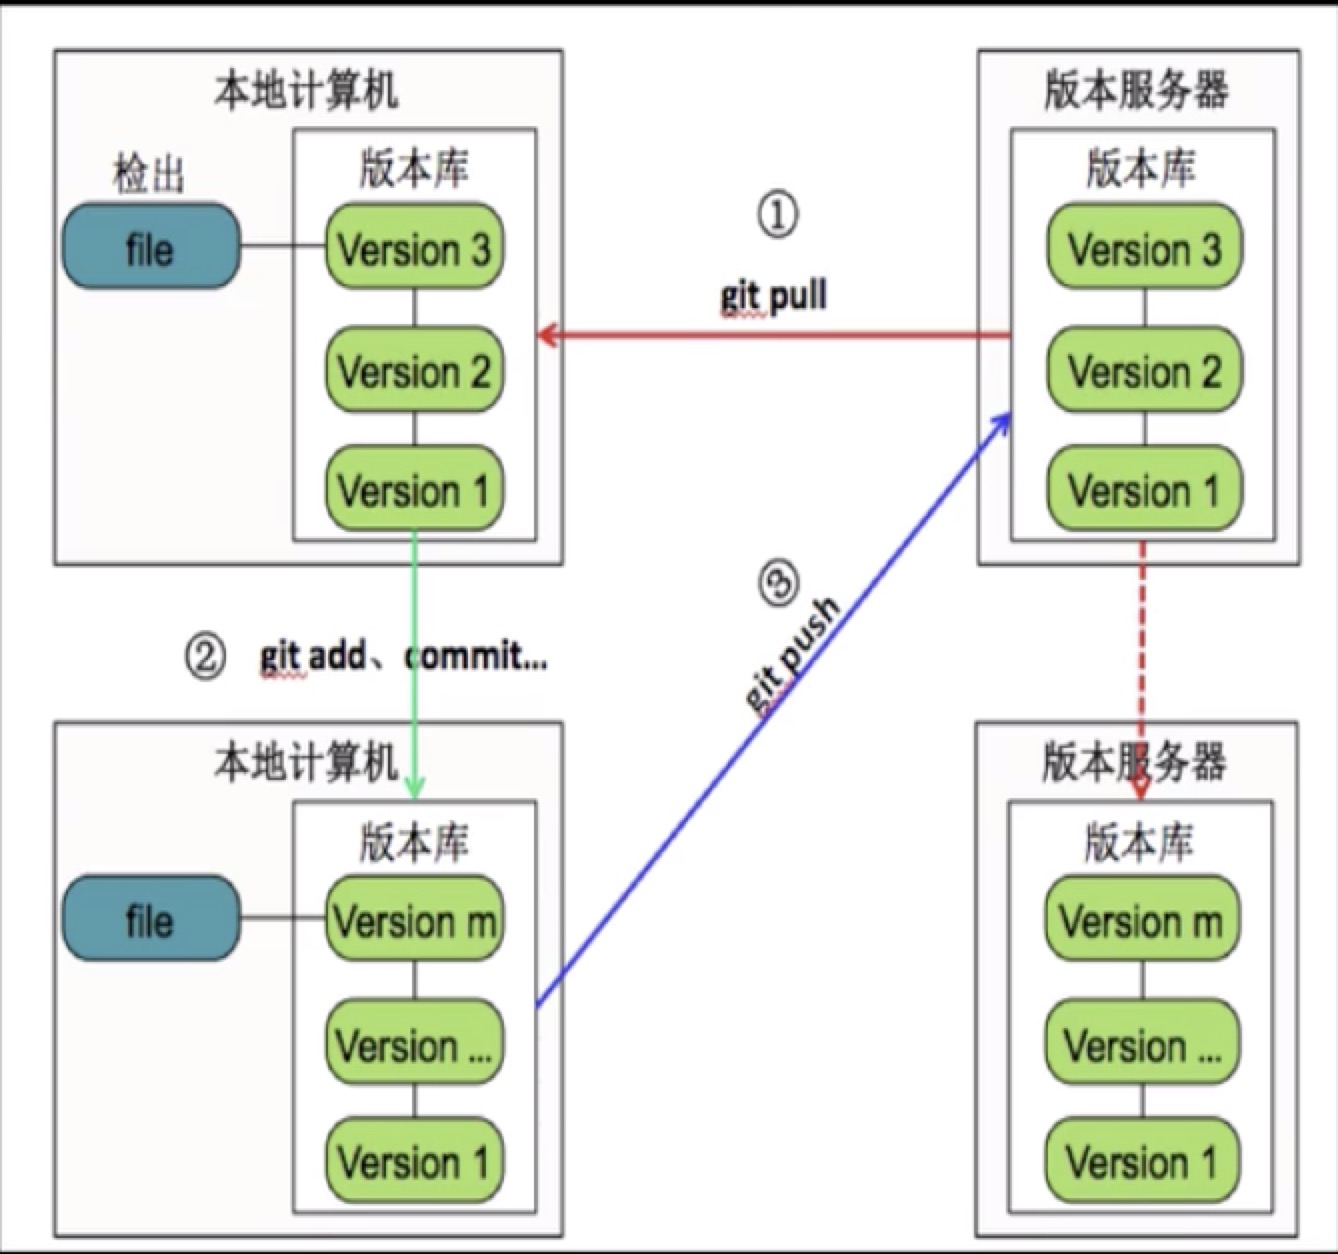 本地计算机
检出
版本库
file
Version 3
Version 2
Version 1
①
git pull
版本服务器
版本库
Version 3
Version 2
Version 1
② git add、commit...
③
git push
本地计算机
版本库
file
Version m
Version ...
Version 1
版本服务器
版本库
Version m
Version ...
Version 1